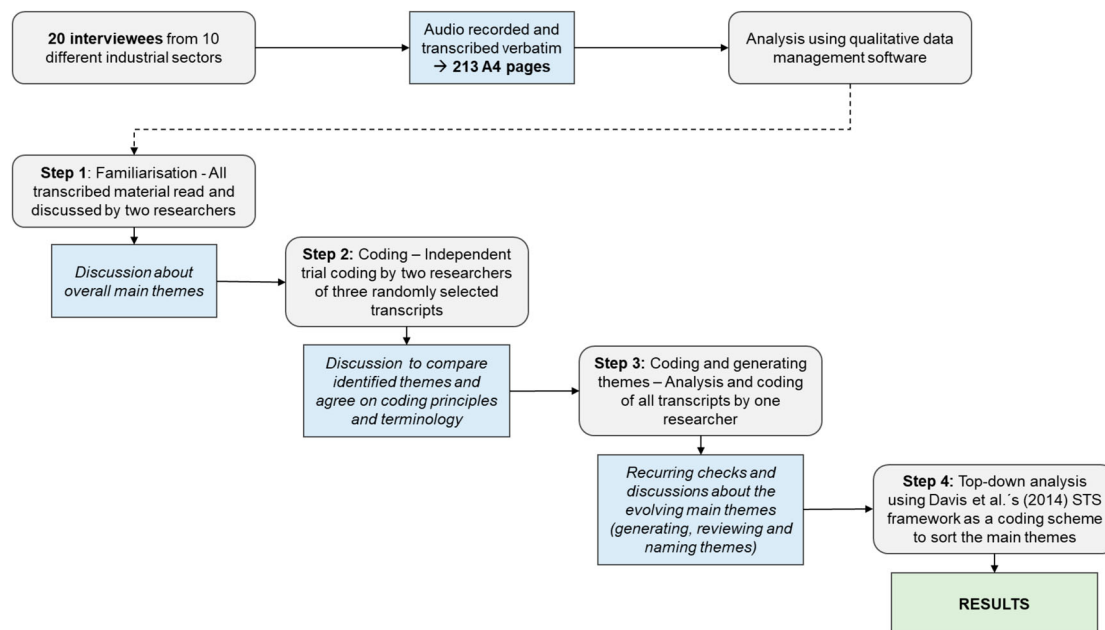 20 interviewees from 10
different industrial sectors
Audio recorded and
transcribed verbatim
→ 213 A4 pages
Analysis using qualitative data
management software
Step 1: Familiarisation - All
transcribed material read and
discussed by two researchers
Discussion about
overall main themes
Step 2: Coding – Independent
trial coding by two researchers
of three randomly selected
transcripts
Discussion to compare
identified themes and
agree on coding principles
and terminology
Step 3: Coding and generating
themes – Analysis and coding
of all transcripts by one
researcher
Recurring checks and
discussions about the
evolving main themes
(generating, reviewing and
naming themes)
Step 4: Top-down analysis
using Davis et al.´s (2014) STS
framework as a coding scheme
to sort the main themes
RESULTS